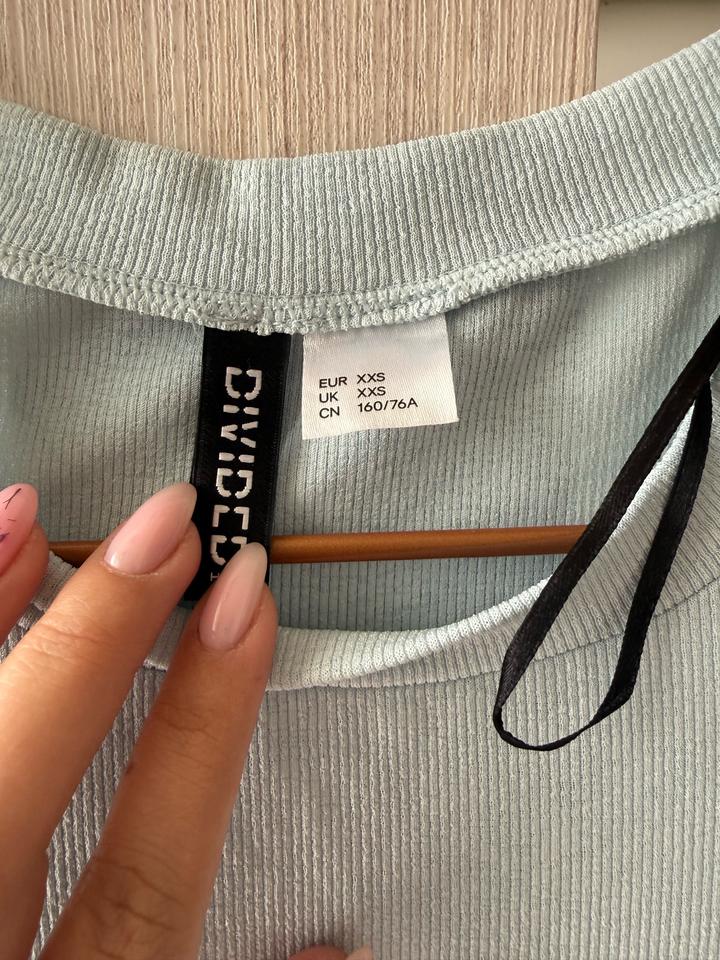 DIVIDED
EUR XXS
UK XXS
CN 160/76A